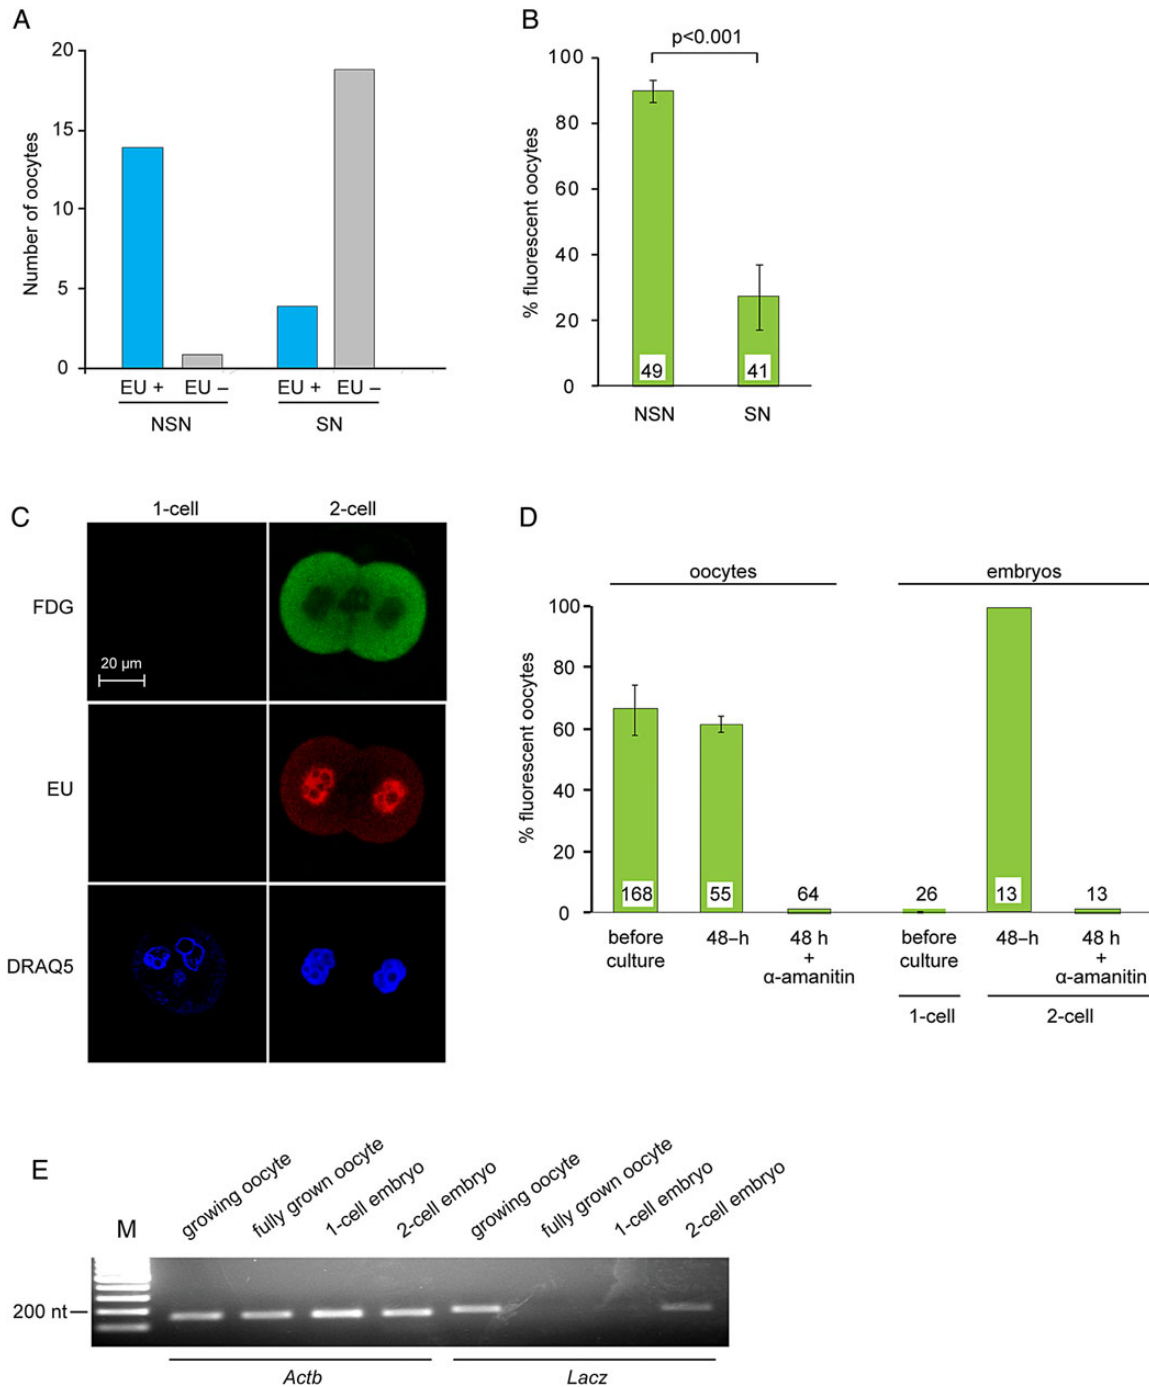 A
Number of oocytes
20
15
10
5
0
EU + EU – EU + EU –
NSN SN
B
p<0.001
% fluorescent oocytes
100
80
60
40
20
0
49 41
NSN SN
C
1-cell 2-cell
FDG
20 µm
EU
DRAQ5
D
oocytes embryos
% fluorescent oocytes
100
80
60
40
20
0
168 55 64 26 13 13
before culture
48–h
48 h + α-amanitin
before culture
48–h
48 h + α-amanitin
1-cell 2-cell
E
M
growing oocyte
fully grown oocyte
1-cell embryo
2-cell embryo
growing oocyte
fully grown oocyte
1-cell embryo
2-cell embryo
200 nt
Actb Lacz